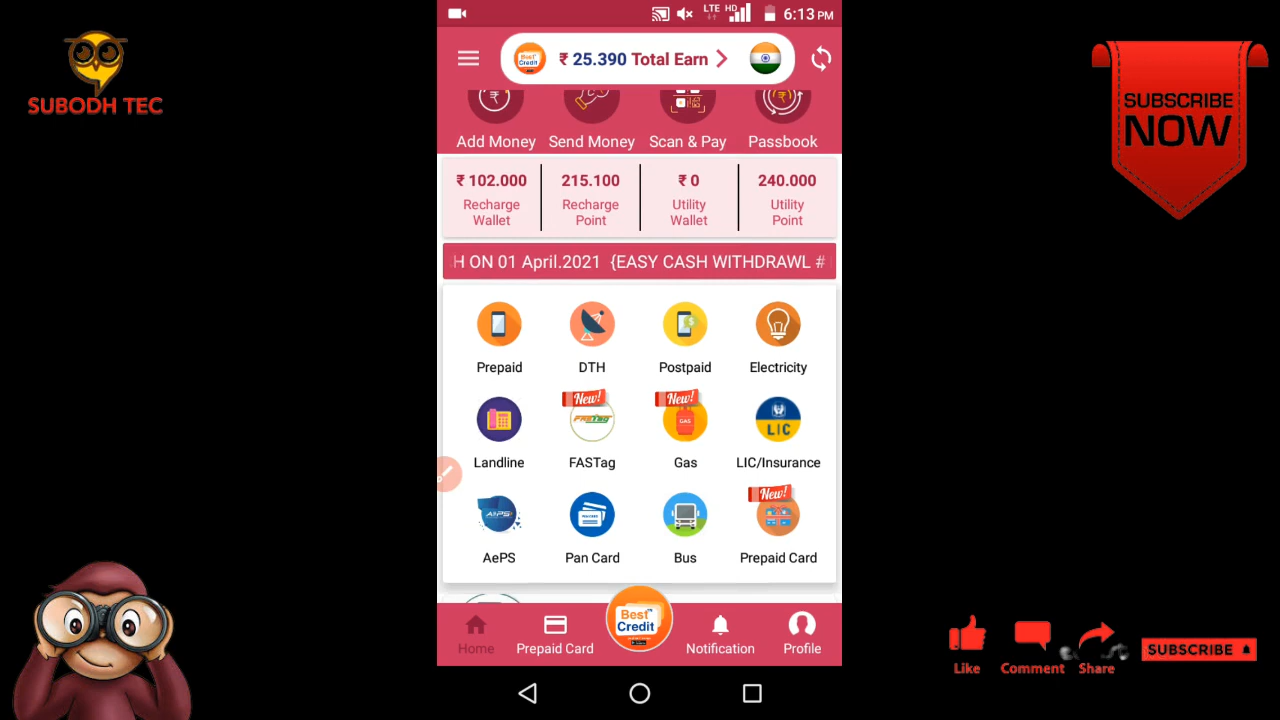 SUBODH TEC
LTE HD 6:13 PM
Best Credit
₹ 25.390 Total Earn
Add Money Send Money Scan & Pay Passbook
₹ 102.000 215.100 ₹ 0 240.000
Recharge Recharge Utility Utility
Wallet Point Wallet Point
H ON 01 April.2021 {EASY CASH WITHDRAWL #
Prepaid DTH Postpaid Electricity
New! New!
FASTAG GAS LIC
Landline FASTag Gas LIC/Insurance
New!
AEPS
AePS Pan Card Bus Prepaid Card
Best
Credit
Home Prepaid Card Notification Profile
SUBSCRIBE
NOW
Like Comment Share SUBSCRIBE